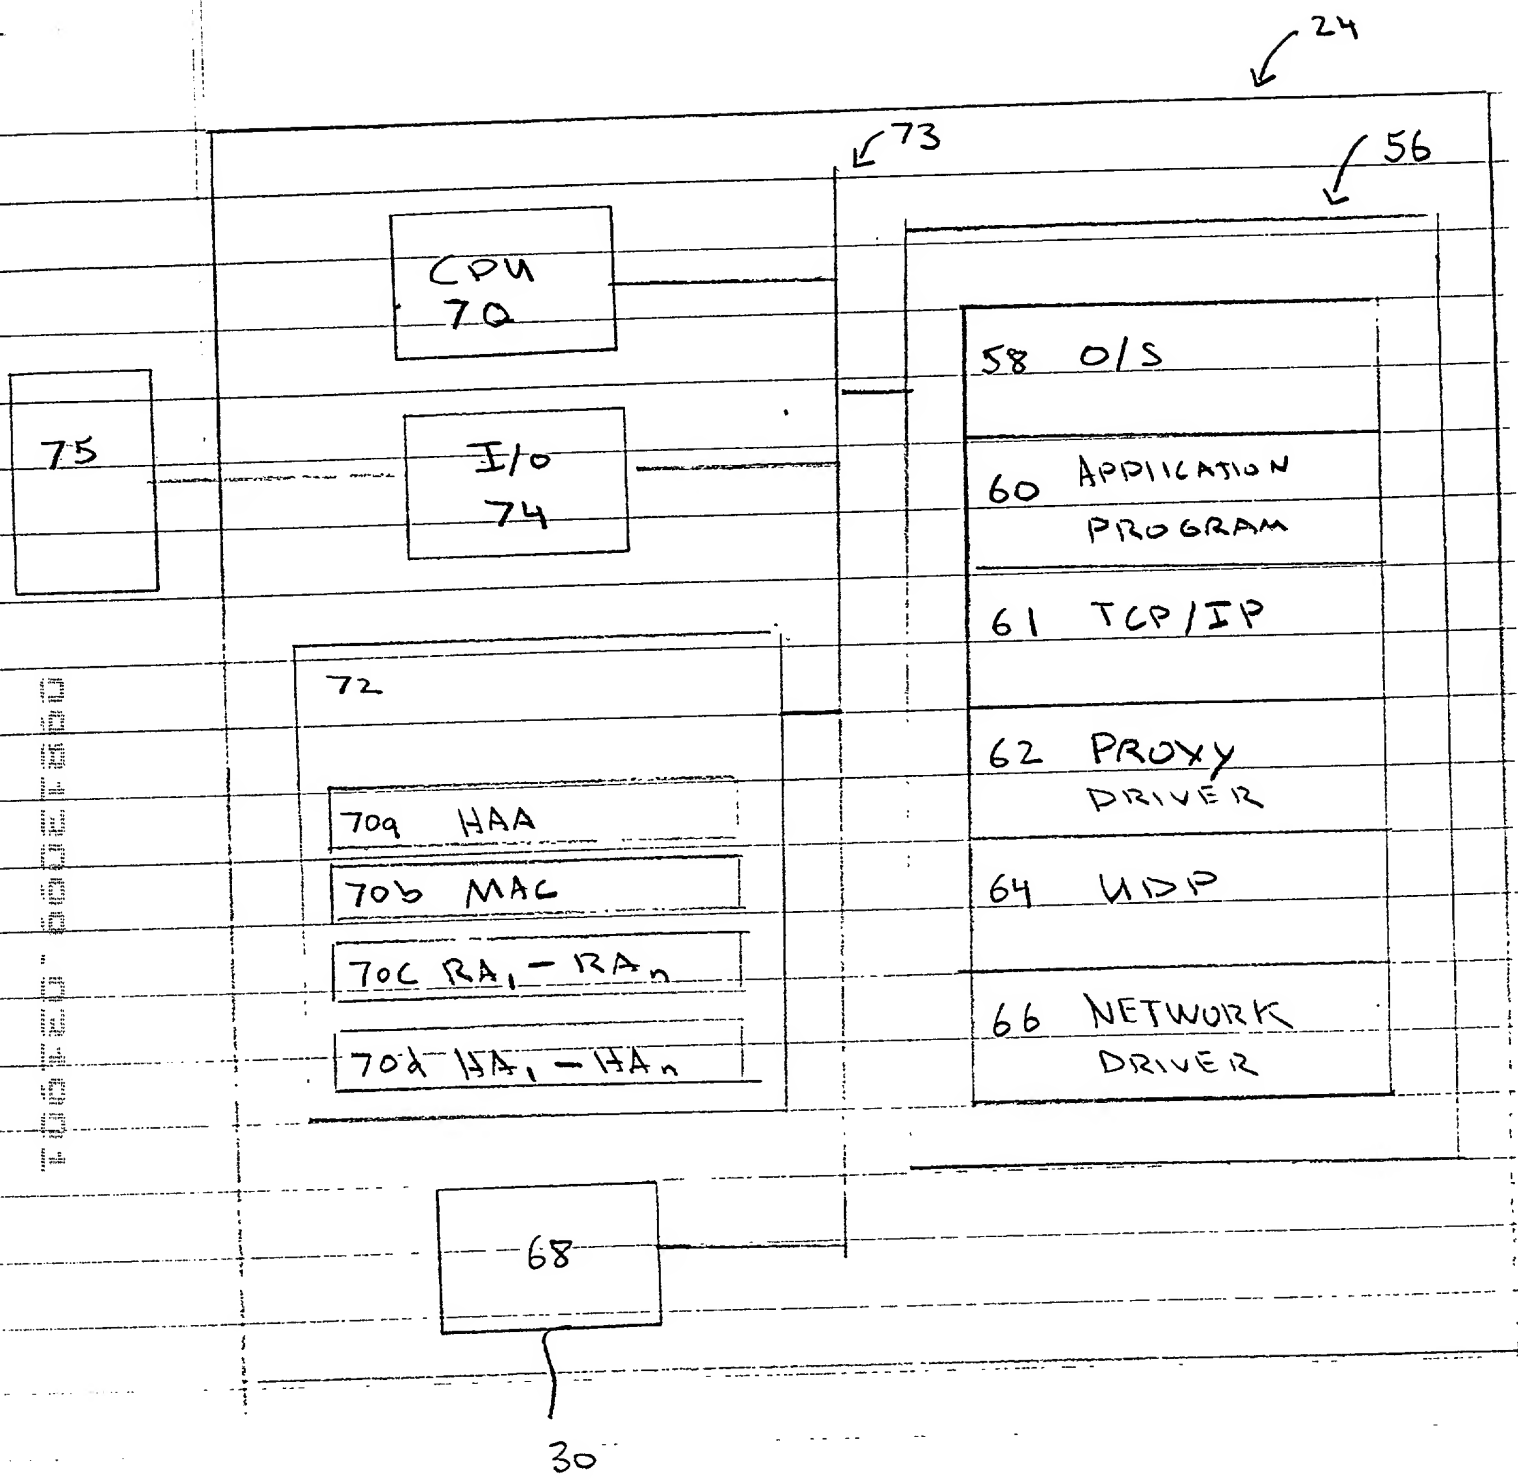 24
73
56
CPU
70
58 O/S
75
I/O
74
60 APPLICATION
PROGRAM
61 TCP/IP
72
62 PROXY
DRIVER
70a HAA
70b MAC
64 UDP
70c RA1 - RAn
66 NETWORK
DRIVER
70d HA1 - HAn
68
30